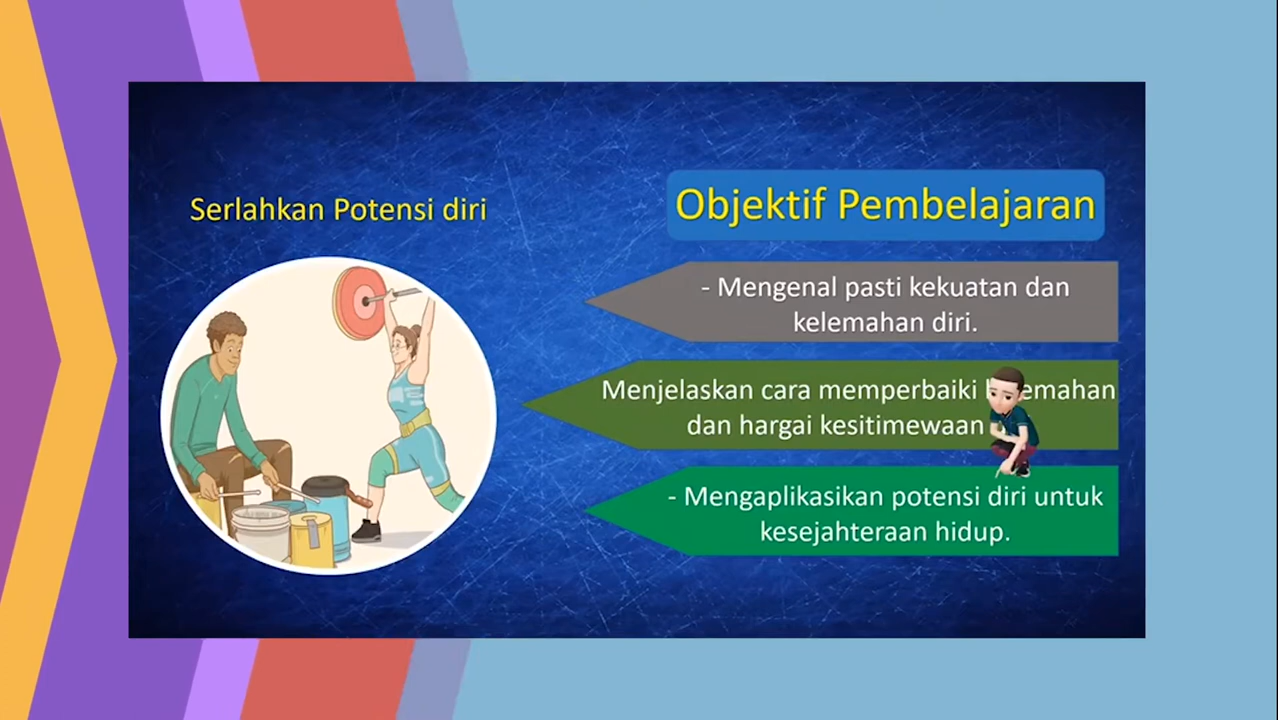 Serlahkan Potensi diri
Objektif Pembelajaran
- Mengenal pasti kekuatan dan
kelemahan diri.
Menjelaskan cara memperbaiki
dan hargai kesitimewaan
- Mengaplikasikan potensi diri untuk
kesejahteraan hidup.